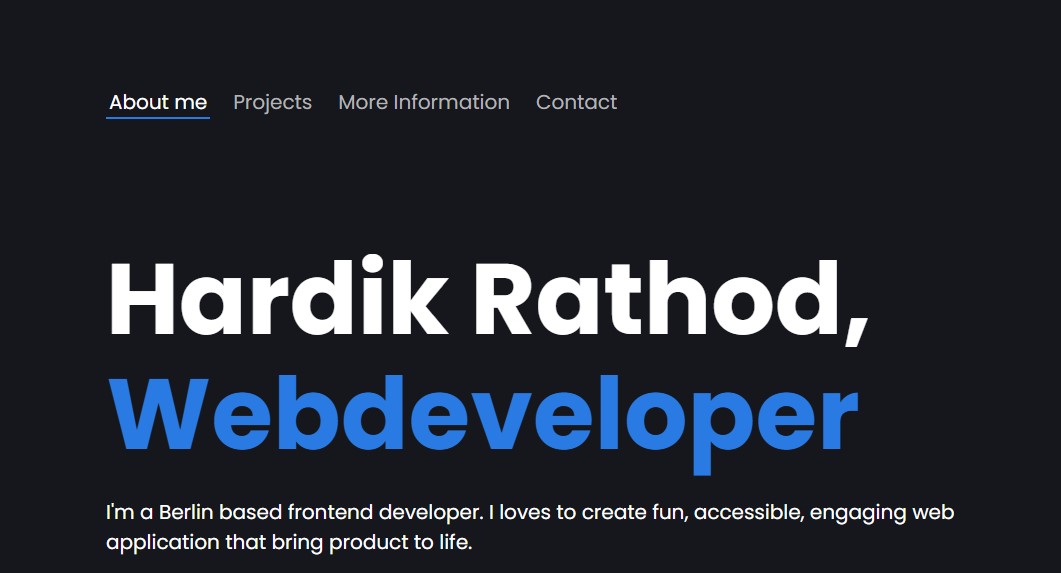 About me Projects More Information Contact
Hardik Rathod,
Webdeveloper
I'm a Berlin based frontend developer. I loves to create fun, accessible, engaging web
application that bring product to life.